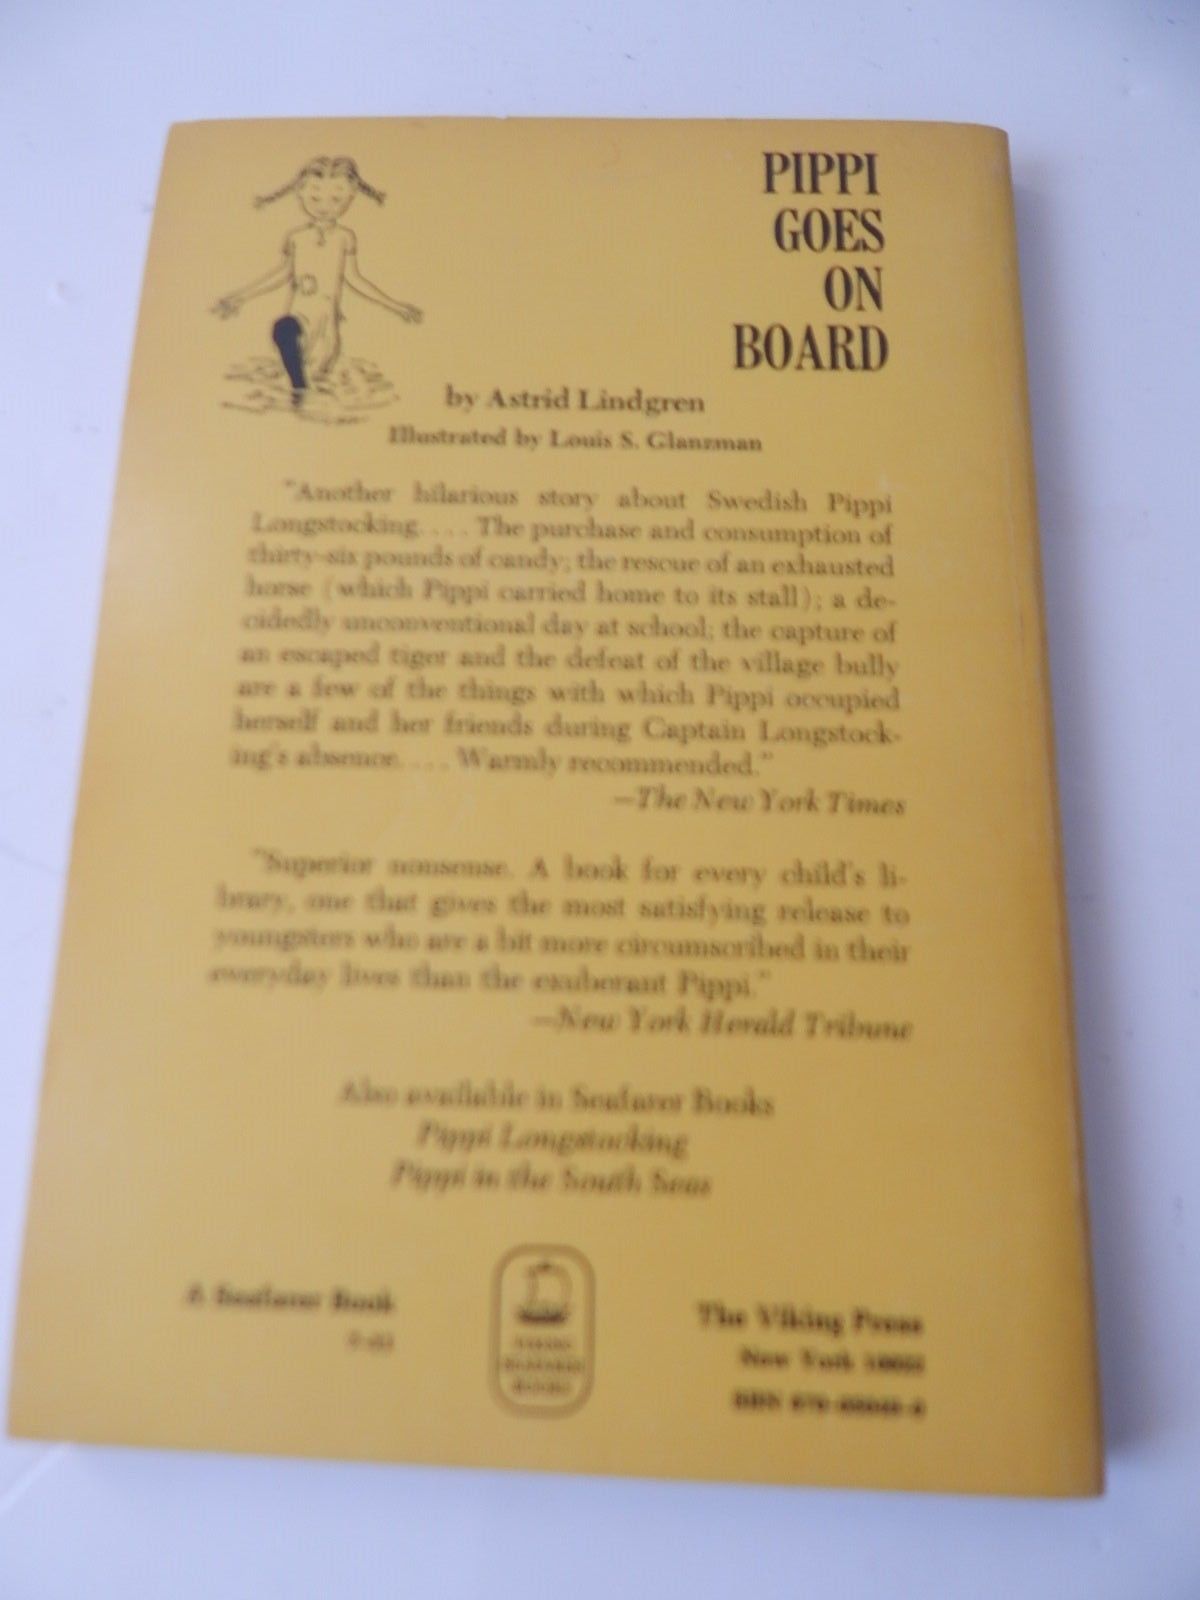 PIPPI
GOES
ON
BOARD
by Astrid Lindgren
Illustrated by Louis S. Glanzman
"Another hilarious story about Swedish Pippi
Longstocking. . . . The purchase and consumption of
thirty-six pounds of candy; the rescue of an exhausted
horse (which Pippi carried home to its stall); a de-
cidedly unconventional day at school; the capture of
an escaped tiger and the defeat of the village bully
are a few of the things with which Pippi occupied
herself and her friends during Captain Longstock-
ing's absence. . . . Warmly recommended."
—The New York Times
"Superior nonsense. A book for every child's li-
brary, one that gives the most satisfying release to
youngsters who are a bit more circumscribed in their
everyday lives than the exuberant Pippi."
—New York Herald Tribune
Also available in Seafarer Books
Pippi Longstocking
Pippi in the South Seas
A Seafarer Book
VIKING
SEAFARER
BOOKS
The Viking Press
New York